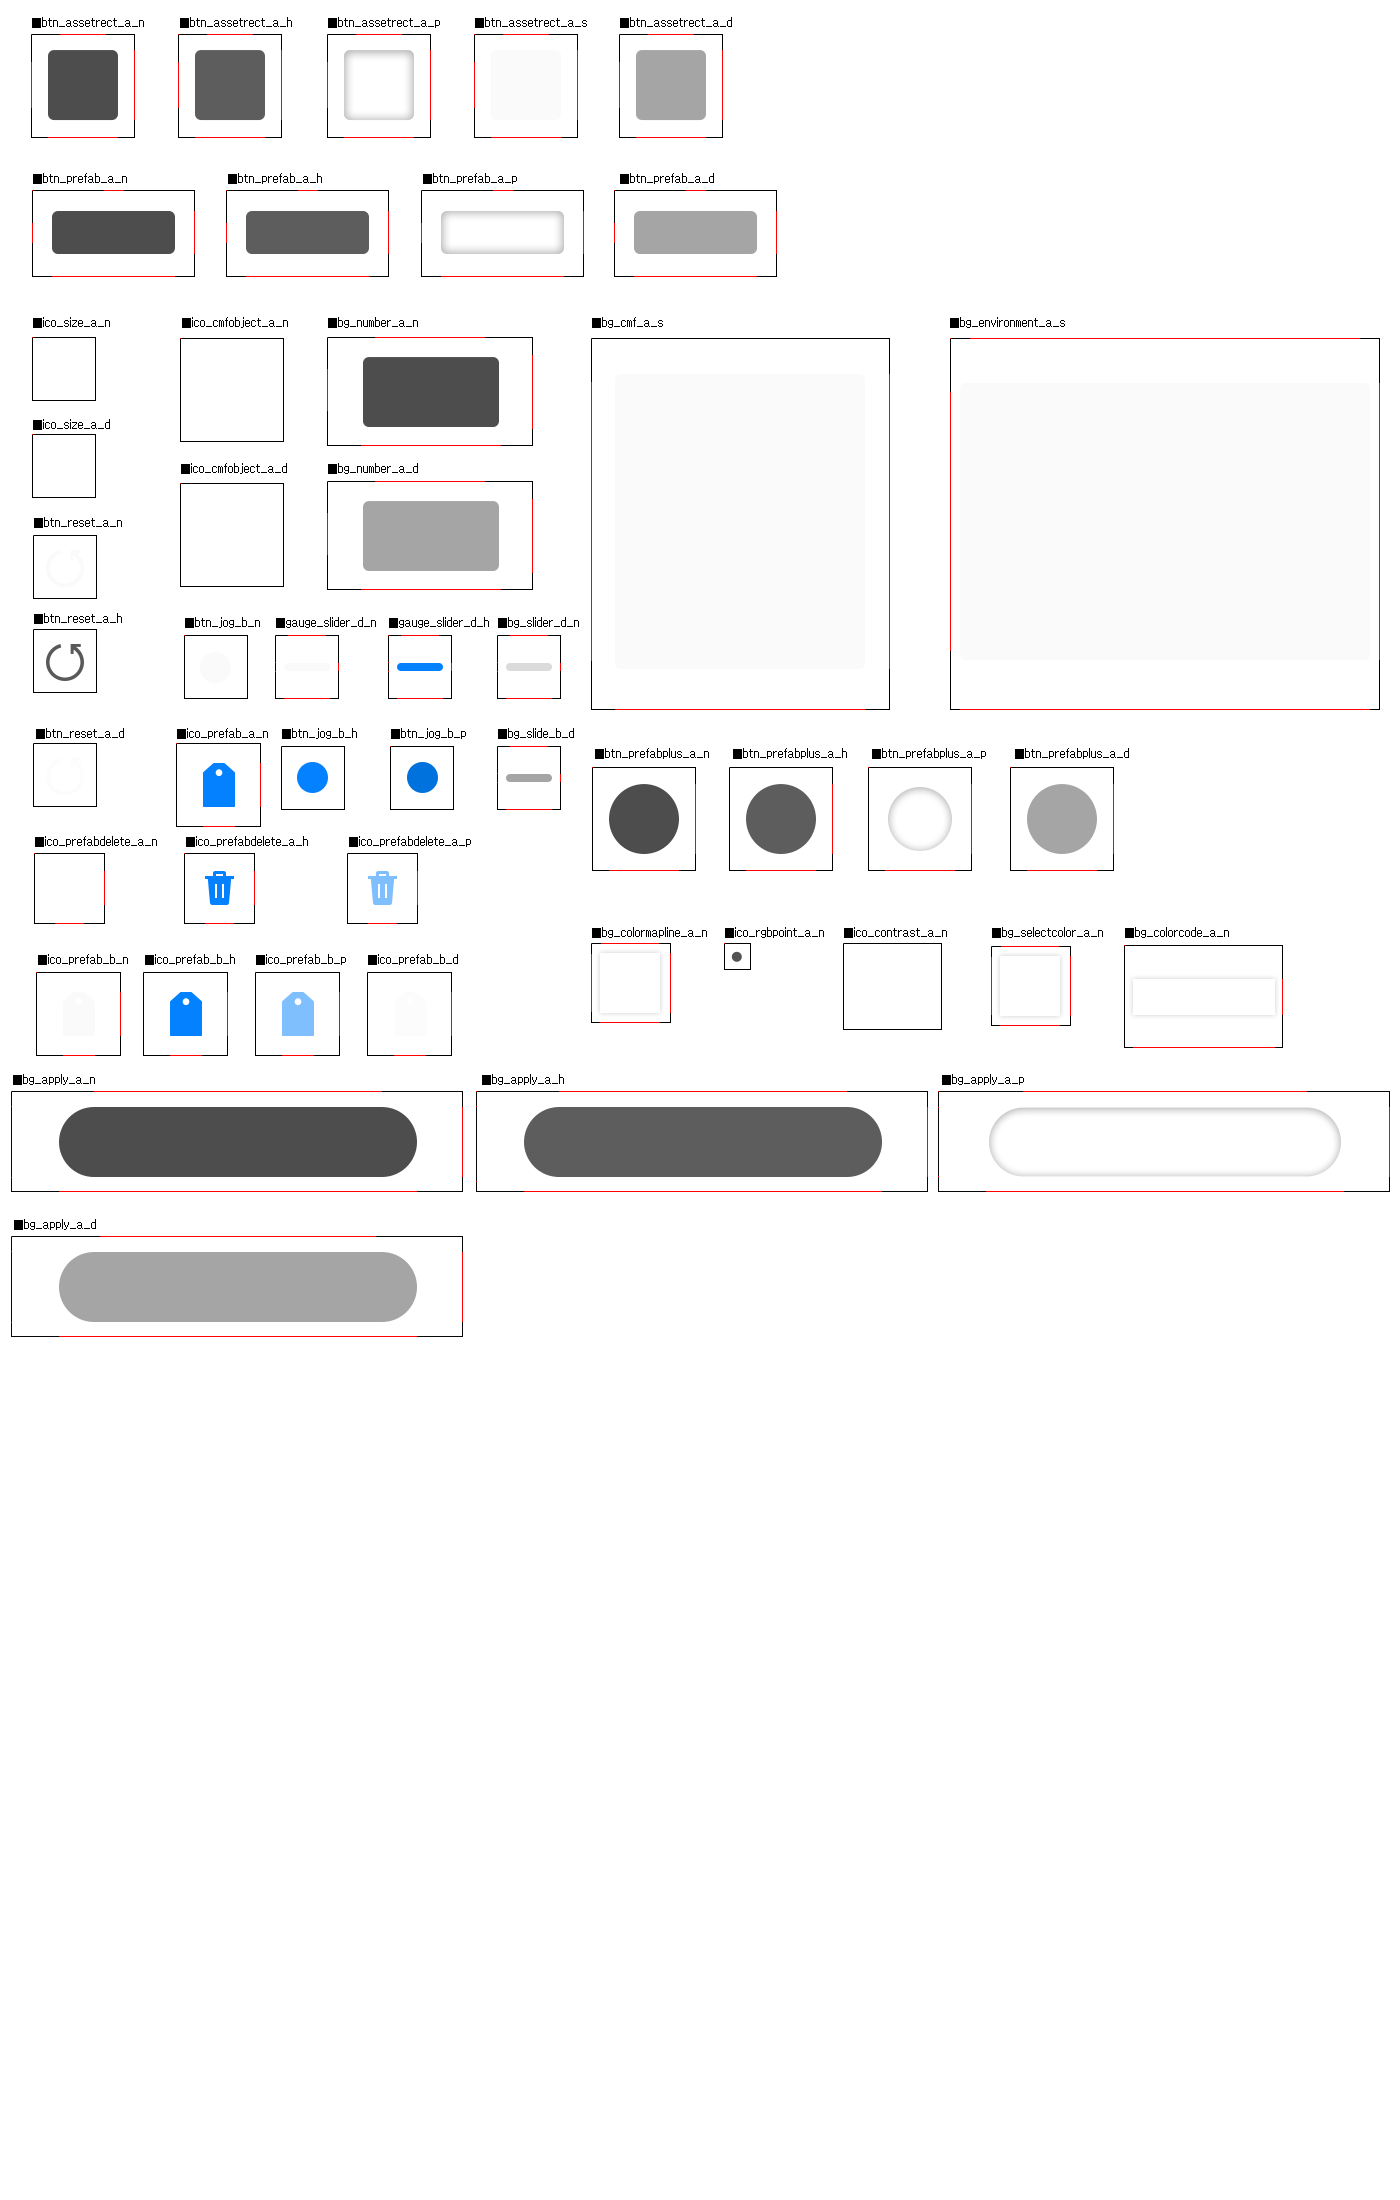 ■btn_assetrect_a_n ■btn_assetrect_a_h ■btn_assetrect_a_p ■btn_assetrect_a_s ■btn_assetrect_a_d
■btn_prefab_a_n ■btn_prefab_a_h ■btn_prefab_a_p ■btn_prefab_a_d
■ico_size_a_n ■ico_cmfobject_a_n ■bg_number_a_n ■bg_cmf_a_s ■bg_environment_a_s
■ico_size_a_d
■ico_cmfobject_a_d ■bg_number_a_d
■btn_reset_a_n
■btn_reset_a_h ■btn_jog_b_n ■gauge_slider_d_n ■gauge_slider_d_h ■bg_slider_d_n
■btn_reset_a_d ■ico_prefab_a_n ■btn_jog_b_h ■btn_jog_b_p ■bg_slide_b_d
■btn_prefabplus_a_n ■btn_prefabplus_a_h ■btn_prefabplus_a_p ■btn_prefabplus_a_d
■ico_prefabdelete_a_n ■ico_prefabdelete_a_h ■ico_prefabdelete_a_p
■bg_colormapline_a_n ■ico_rgbpoint_a_n ■ico_contrast_a_n ■bg_selectcolor_a_n ■bg_colorcode_a_n
■ico_prefab_b_n ■ico_prefab_b_h ■ico_prefab_b_p ■ico_prefab_b_d
■bg_apply_a_n ■bg_apply_a_h ■bg_apply_a_p
■bg_apply_a_d